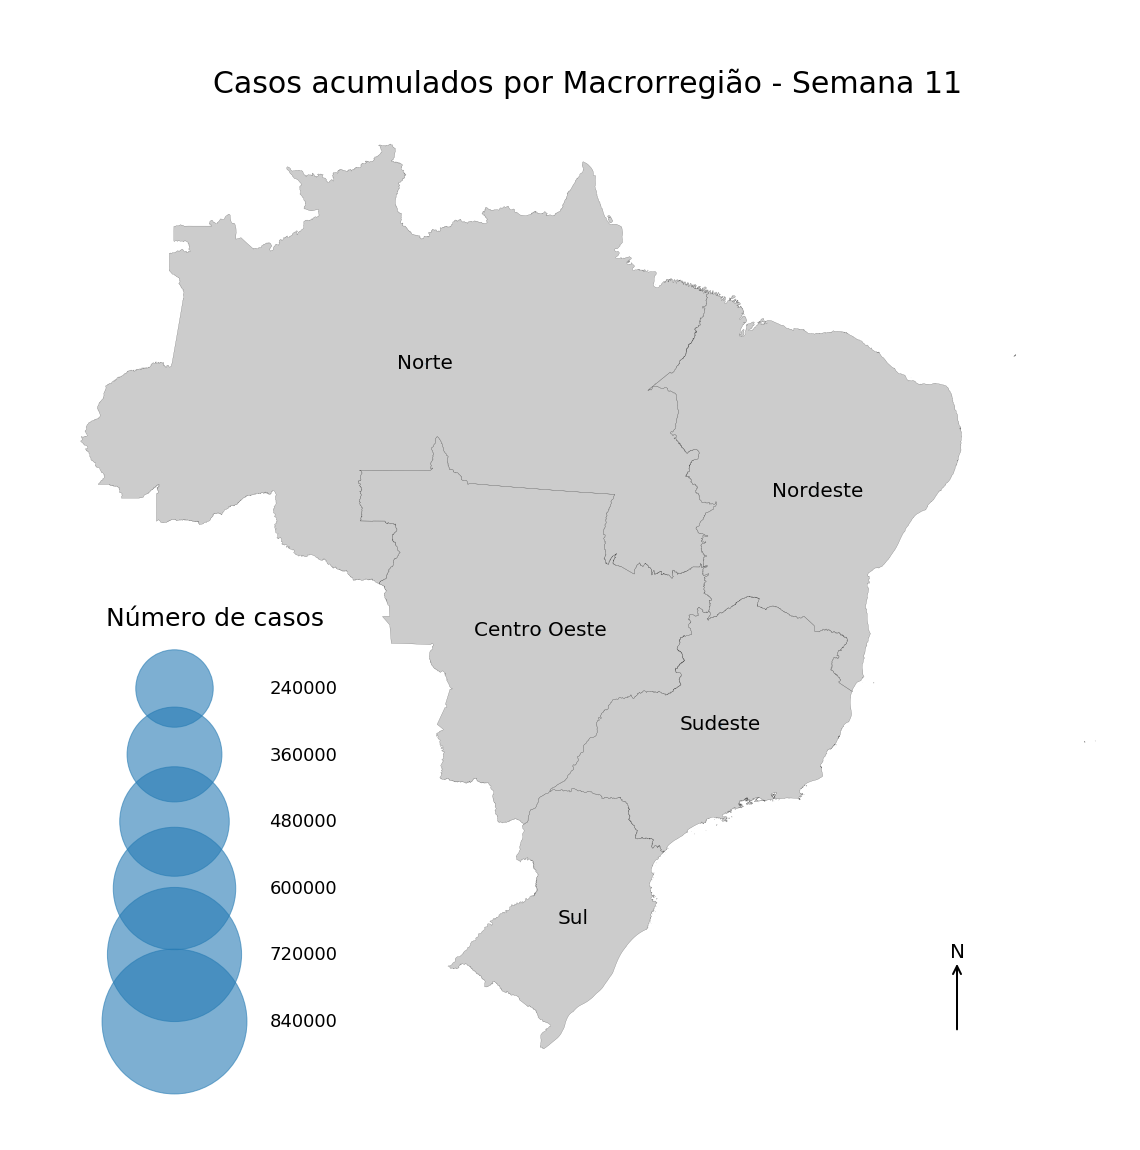 Casos acumulados por Macrorregião - Semana 11
Norte
Nordeste
Centro Oeste
Sudeste
Sul
Número de casos
240000
360000
480000
600000
720000
840000
N